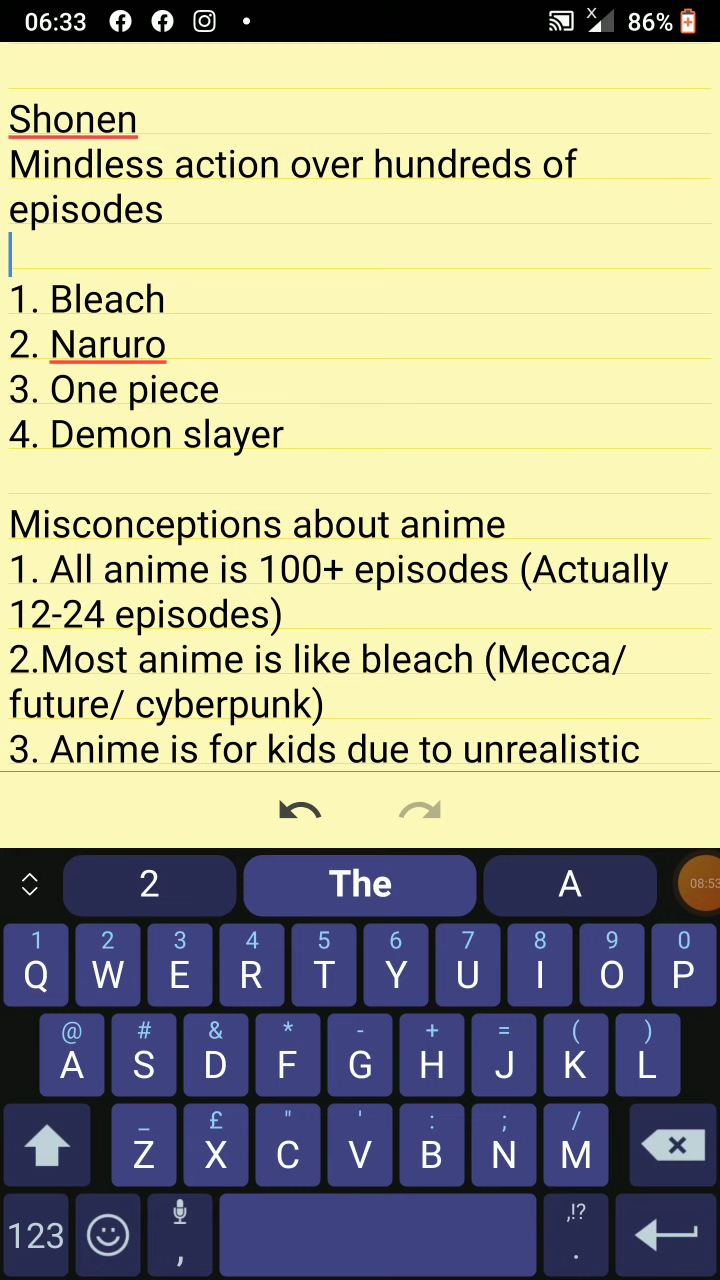 06:33 86%
Shonen
Mindless action over hundreds of
episodes
1. Bleach
2. Naruro
3. One piece
4. Demon slayer
Misconceptions about anime
1. All anime is 100+ episodes (Actually
12-24 episodes)
2.Most anime is like bleach (Mecca/
future/ cyberpunk)
3. Anime is for kids due to unrealistic
2 The A 08:53
1 2 3 4 5 6 7 8 9 0
Q W E R T Y U I O P
@ # & * - + = ( )
A S D F G H J K L
_ £ " ' : ; /
Z X C V B N M
123 , ,!? .